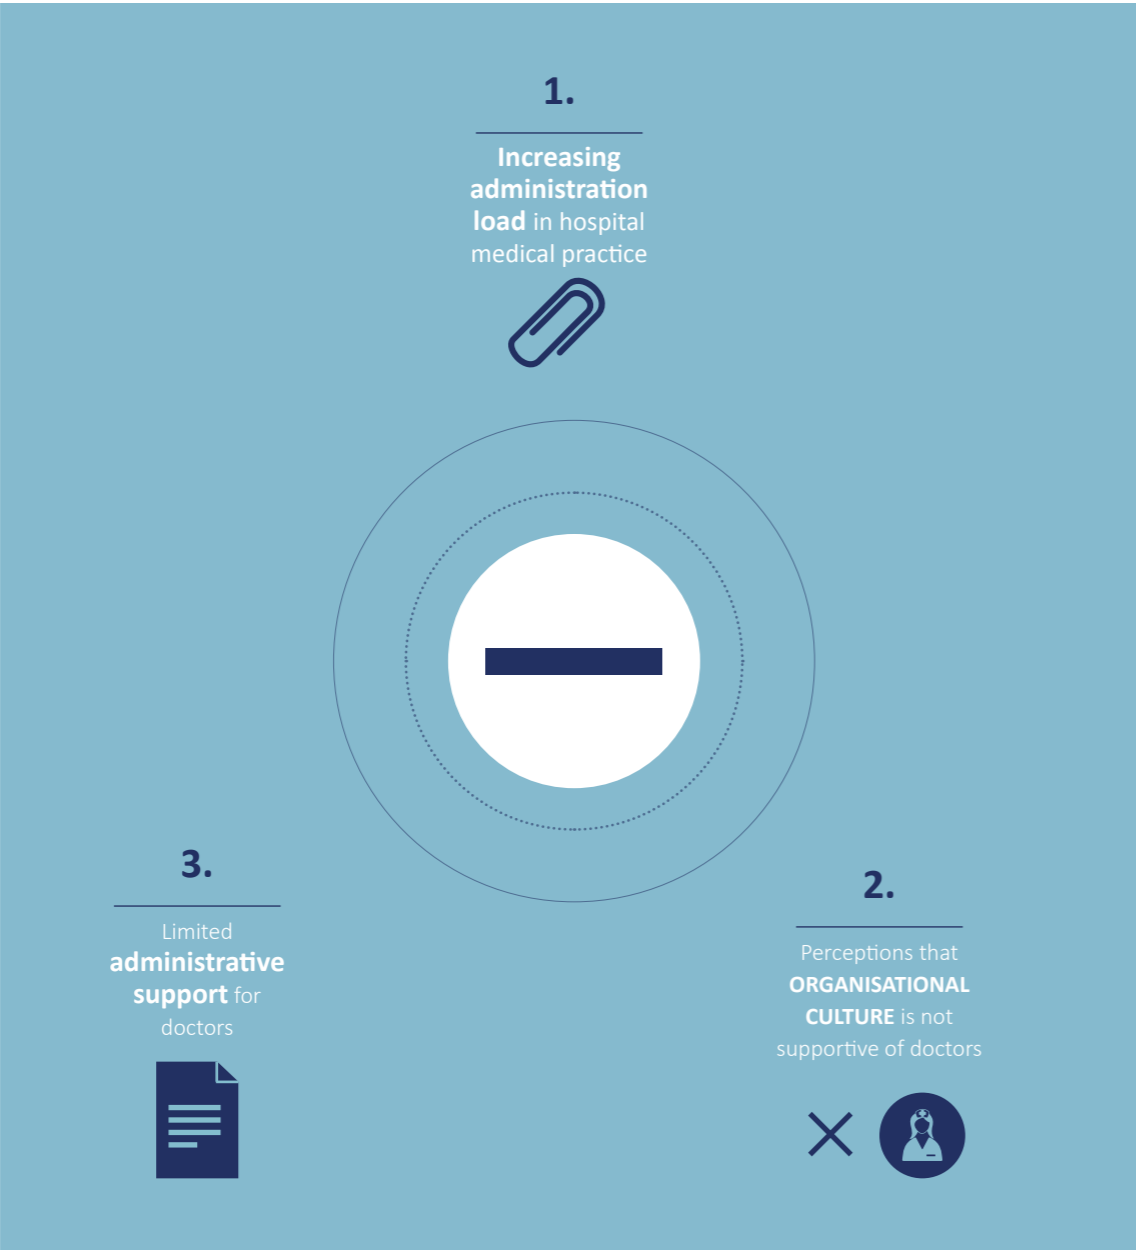 1.
Increasing
administration
load in hospital
medical practice
2.
Perceptions that
ORGANISATIONAL
CULTURE is not
supportive of doctors
3.
Limited
administrative
support for
doctors